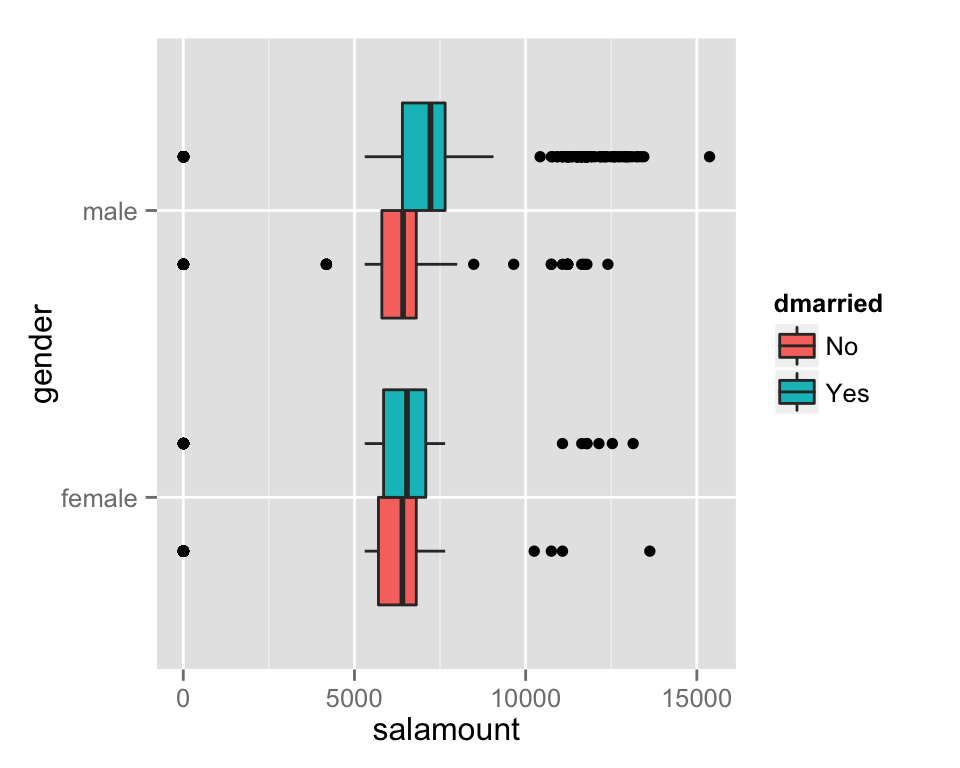 gender
male
female
0 5000 10000 15000
salamount
dmarried
No
Yes